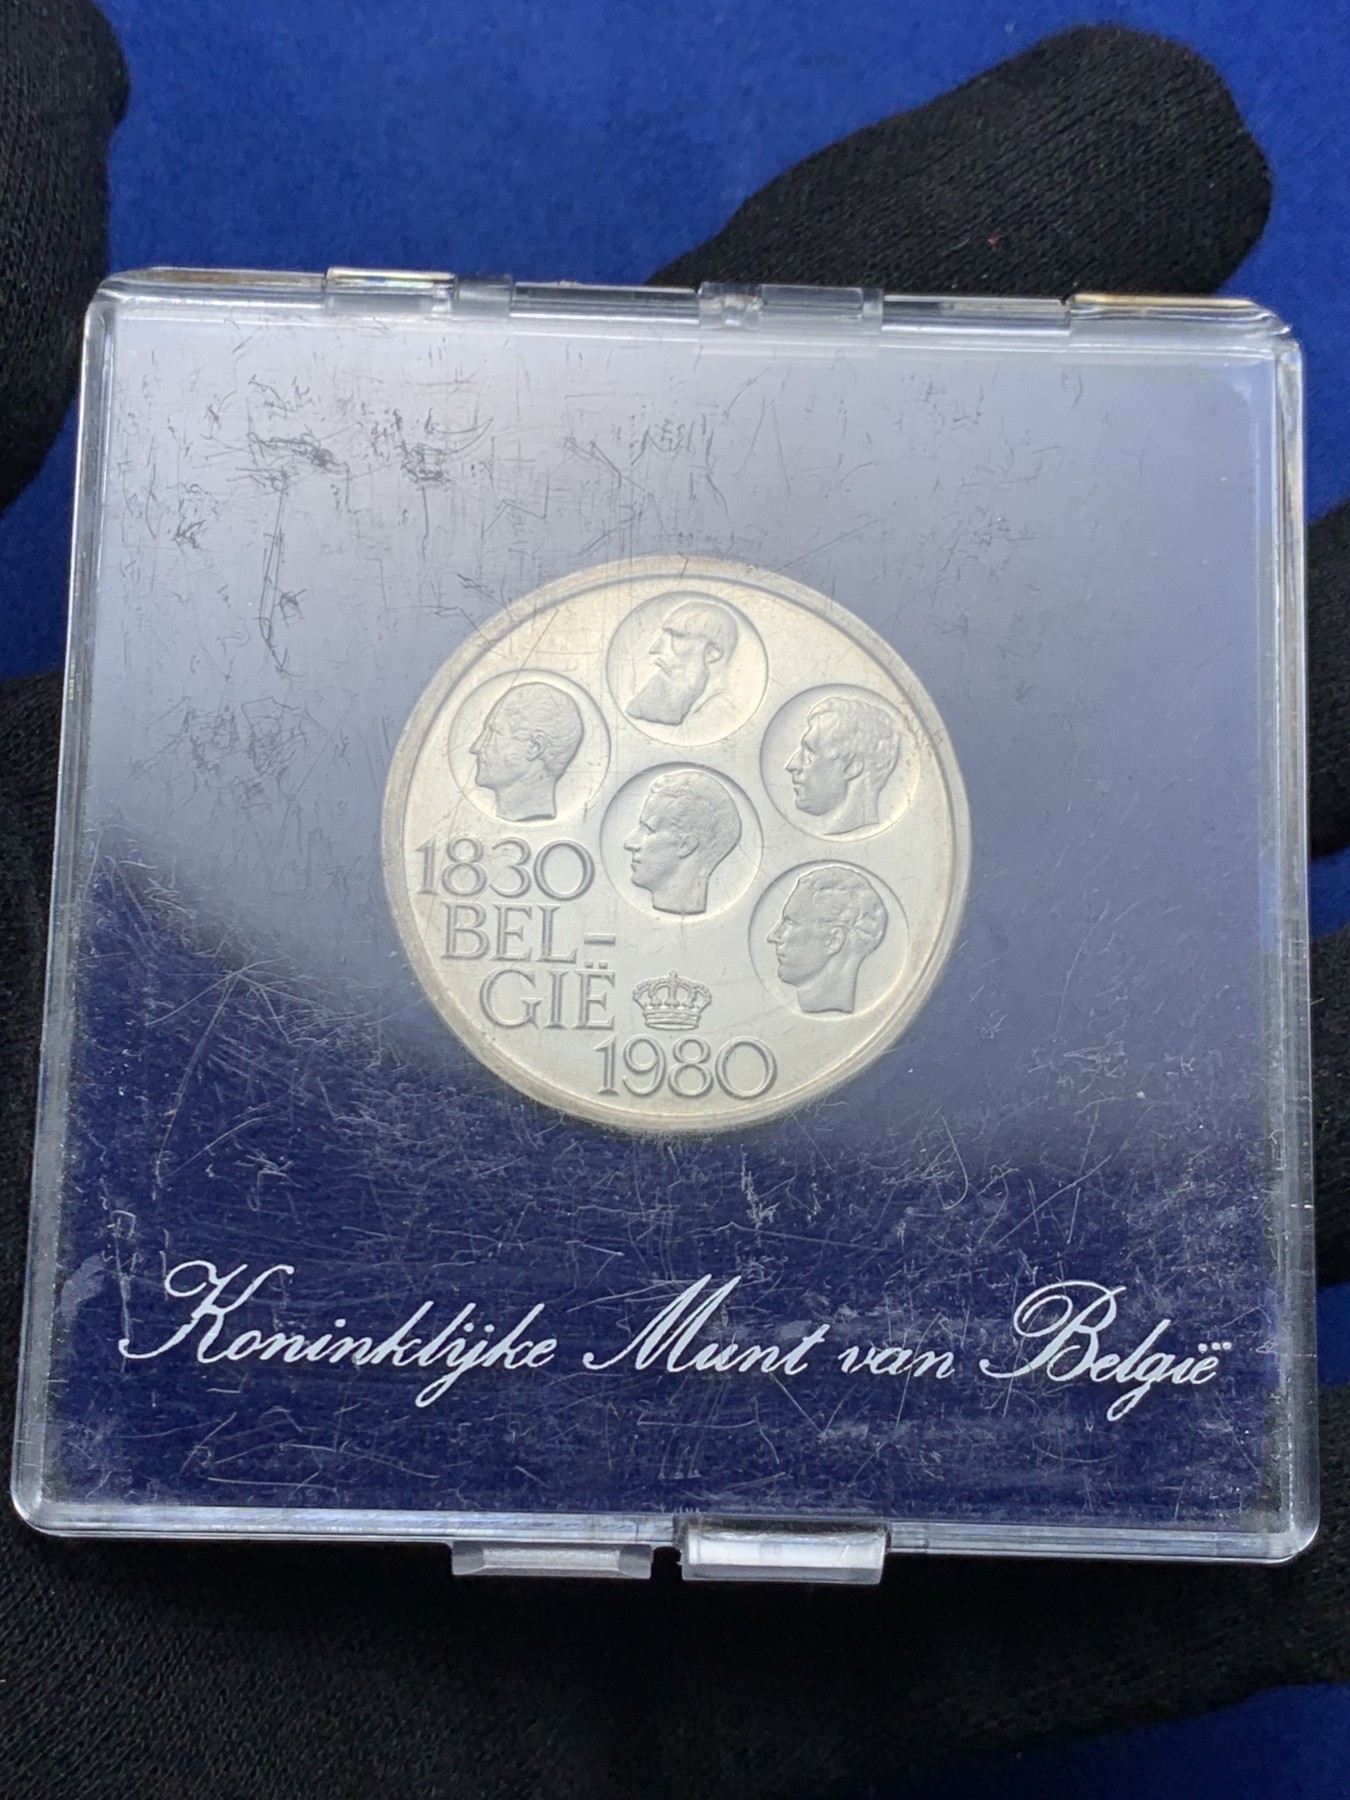 1830
BEL-
GIË
1980
Koninklijke Munt van België